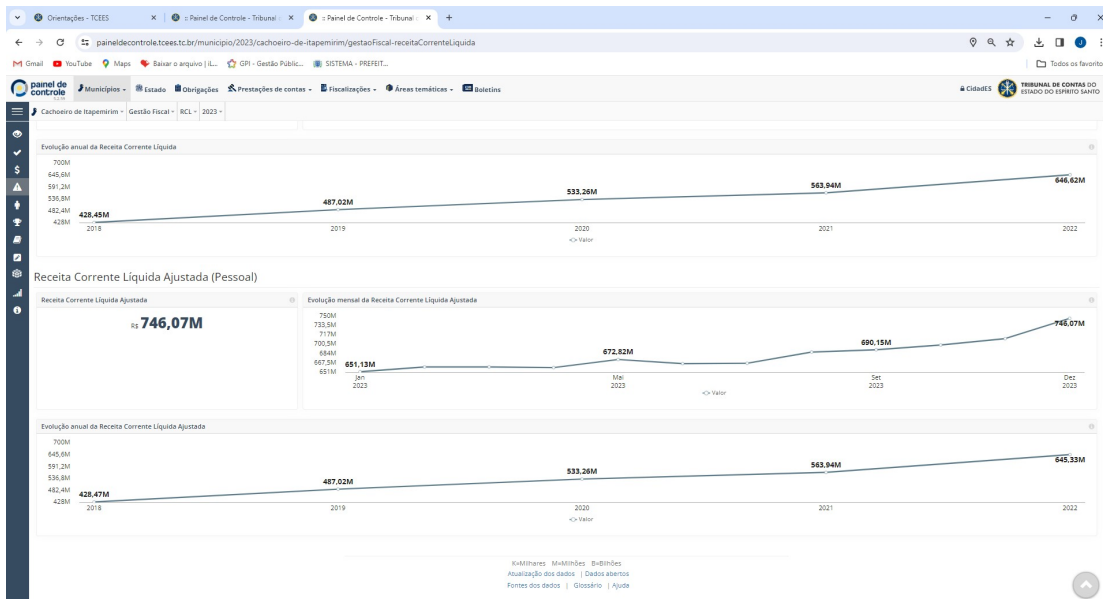 Orientações - TCEES
:: Painel de Controle - Tribunal
:: Painel de Controle - Tribunal
paineldecontrole.tcees.tc.br/municipio/2023/cachoeiro-de-itapemirim/gestaoFiscal-receitaCorrenteLiquida
Gmail YouTube Maps Baixar o arquivo | iL... GPI - Gestão Públic... SISTEMA - PREFEIT... Todos os favorito
painel de controle Municípios Estado Obrigações Prestações de contas Fiscalizações Áreas temáticas Boletins CidadES TRIBUNAL DE CONTAS DO ESTADO DO ESPÍRITO SANTO
Cachoeiro de Itapemirim Gestão Fiscal RCL 2023
Evolução anual da Receita Corrente Líquida
700M
645,6M
591,2M
536,8M
482,4M
428M
428,45M 487,02M 533,26M 563,94M 646,62M
2018 2019 2020 2021 2022
Valor
Receita Corrente Líquida Ajustada (Pessoal)
Receita Corrente Líquida Ajustada
R$ 746,07M
Evolução mensal da Receita Corrente Líquida Ajustada
750M
733,5M
717M
700,5M
684M
667,5M
651M
651,13M 672,82M 690,15M 746,07M
Jan 2023 Mai 2023 Set 2023 Dez 2023
Valor
Evolução anual da Receita Corrente Líquida Ajustada
700M
645,6M
591,2M
536,8M
482,4M
428M
428,47M 487,02M 533,26M 563,94M 645,33M
2018 2019 2020 2021 2022
Valor
K=Milhares M=Milhões B=Bilhões
Atualização dos dados | Dados abertos
Fontes dos dados | Glossário | Ajuda